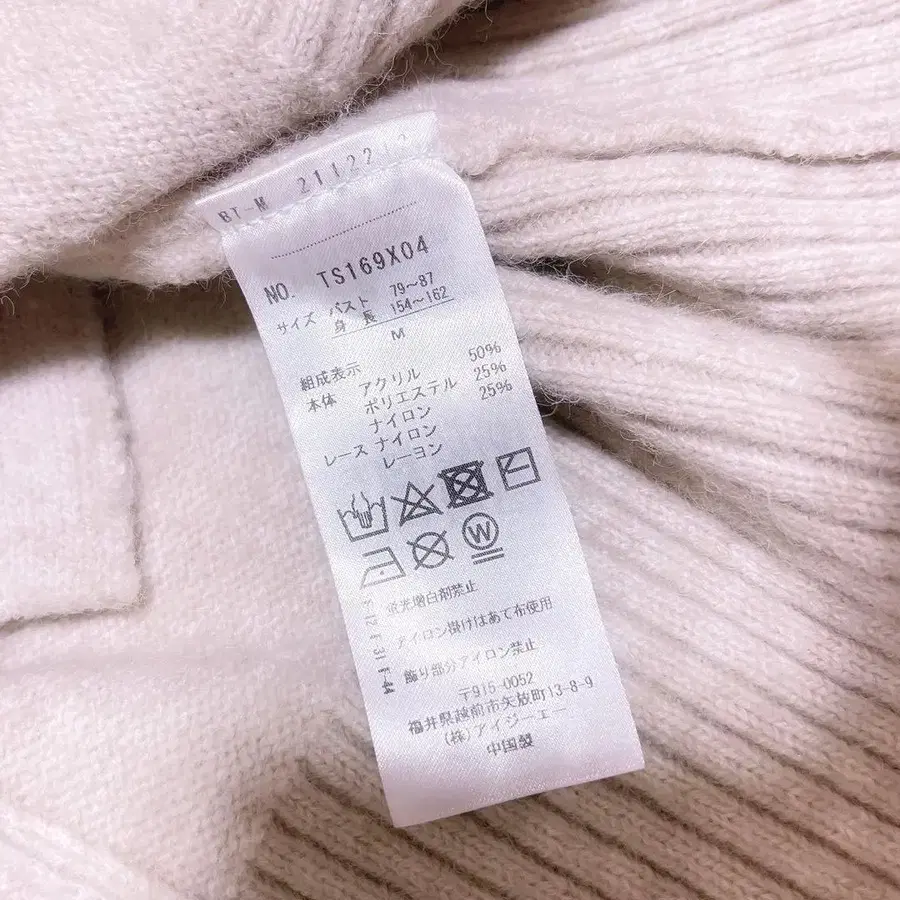 BT-M 2112213
NO. TS169X04
サイズ バスト 79~87
身長 154~162
M
組成表示
本体 アクリル 50%
ポリエステル 25%
ナイロン 25%
レース ナイロン
レーヨン
W
蛍光増白剤禁止
アイロン掛けはあて布使用
飾り部分アイロン禁止
〒915-0052
福井県越前市矢放町13-8-9
(株)アイジーエー
中国製